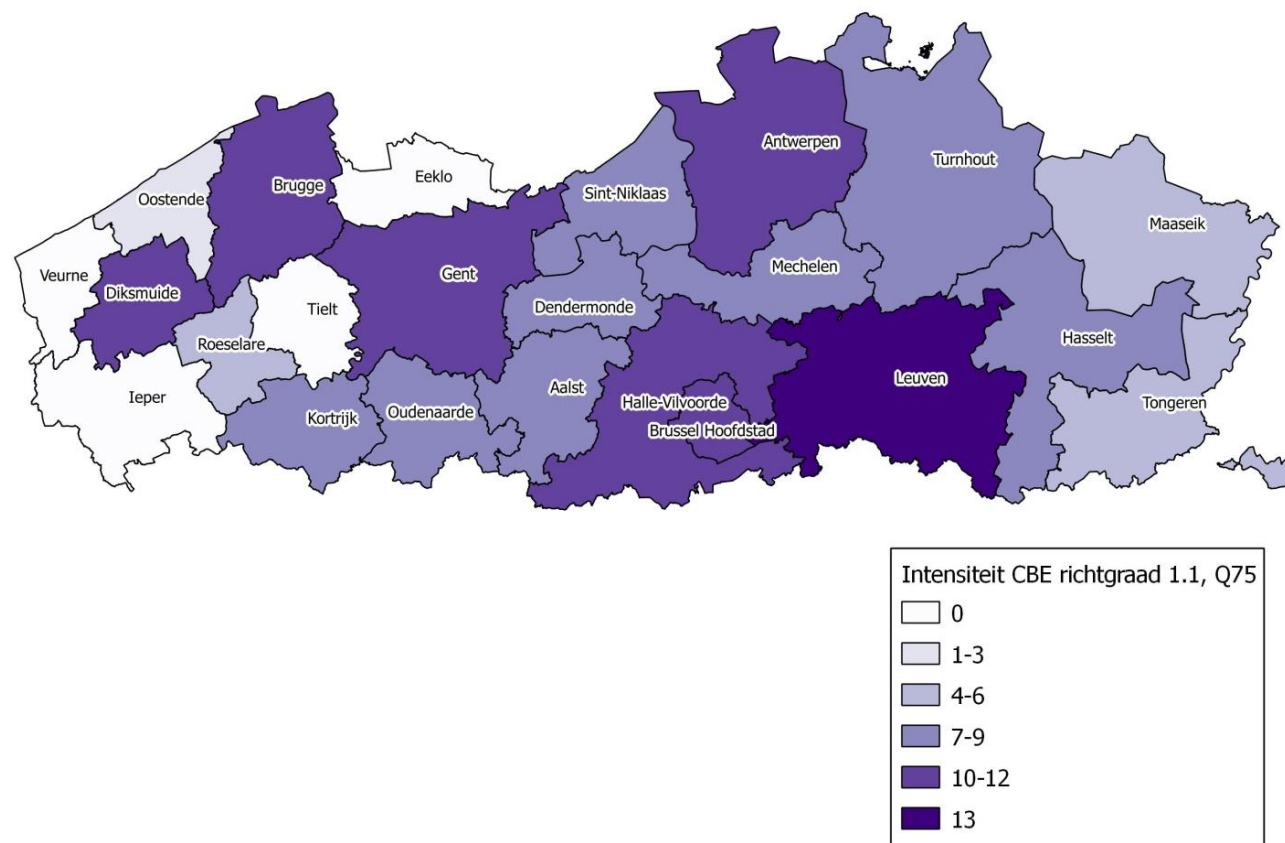 Antwerpen
Turnhout
Eeklo
Brugge
Sint-Niklaas
Oostende
Maaseik
Mechelen
Veurne
Gent
Diksmuide
Dendermonde
Tielt
Hasselt
Roeselare
Leuven
Aalst
Ieper
Halle-Vilvoorde
Tongeren
Kortrijk
Oudenaarde
Brussel Hoofdstad
Intensiteit CBE richtgraad 1.1, Q75
0
1-3
4-6
7-9
10-12
13